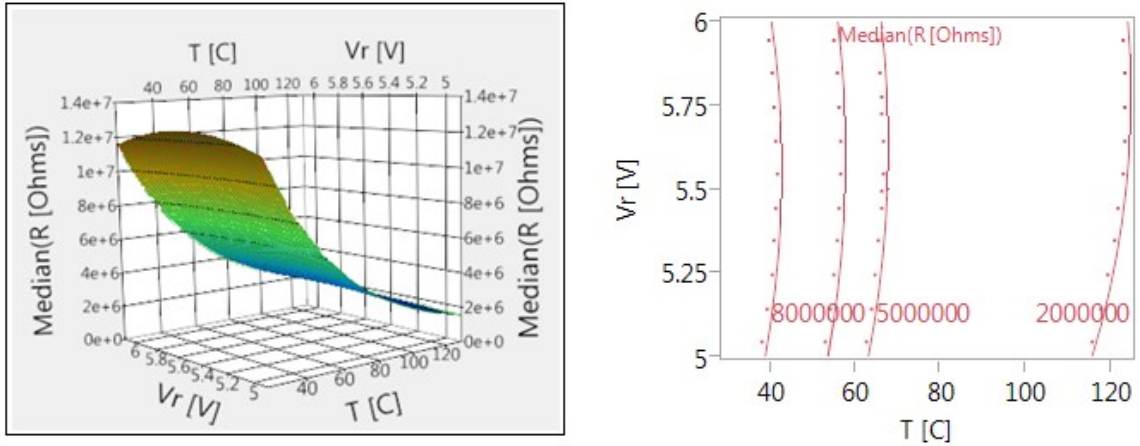 T [C] Vr [V]
40 60 80 100 120 6 5.8 5.6 5.4 5.2 5
1.4e+7 1.4e+7
1.2e+7 1.2e+7
1e+7 1e+7
8e+6 8e+6
6e+6 6e+6
4e+6 4e+6
2e+6 2e+6
0e+0 0e+0
Median(R [Ohms])
Median(R [Ohms])
6 5.8 5.6 5.4 5.2 5
40 60 80 100 120
Vr [V] T [C]
Median(R [Ohms])
6
5.75
5.5
5.25
5
Vr [V]
8000000 5000000 2000000
40 60 80 100 120
T [C]